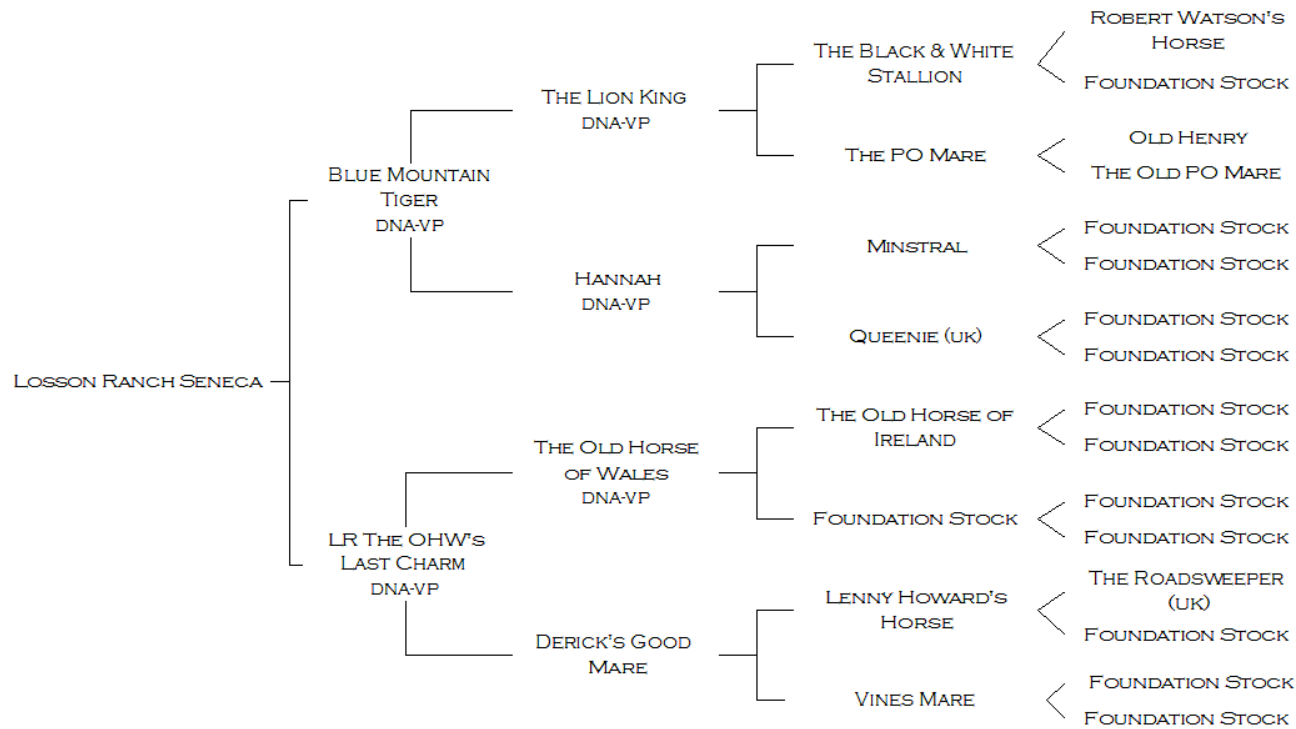 Robert Watson's
Horse
The Black & White
Stallion
Foundation Stock
The Lion King
DNA-VP
Old Henry
The PO Mare
The Old PO Mare
Blue Mountain
Tiger
DNA-VP
Foundation Stock
Minstral
Foundation Stock
Hannah
DNA-VP
Foundation Stock
Queenie (UK)
Foundation Stock
Losson Ranch Seneca
Foundation Stock
The Old Horse of
Ireland
Foundation Stock
The Old Horse
of Wales
DNA-VP
Foundation Stock
Foundation Stock
Foundation Stock
LR The OHW's
Last Charm
DNA-VP
The Roadsweeper
(UK)
Lenny Howard's
Horse
Foundation Stock
Derick's Good
Mare
Foundation Stock
Vines Mare
Foundation Stock